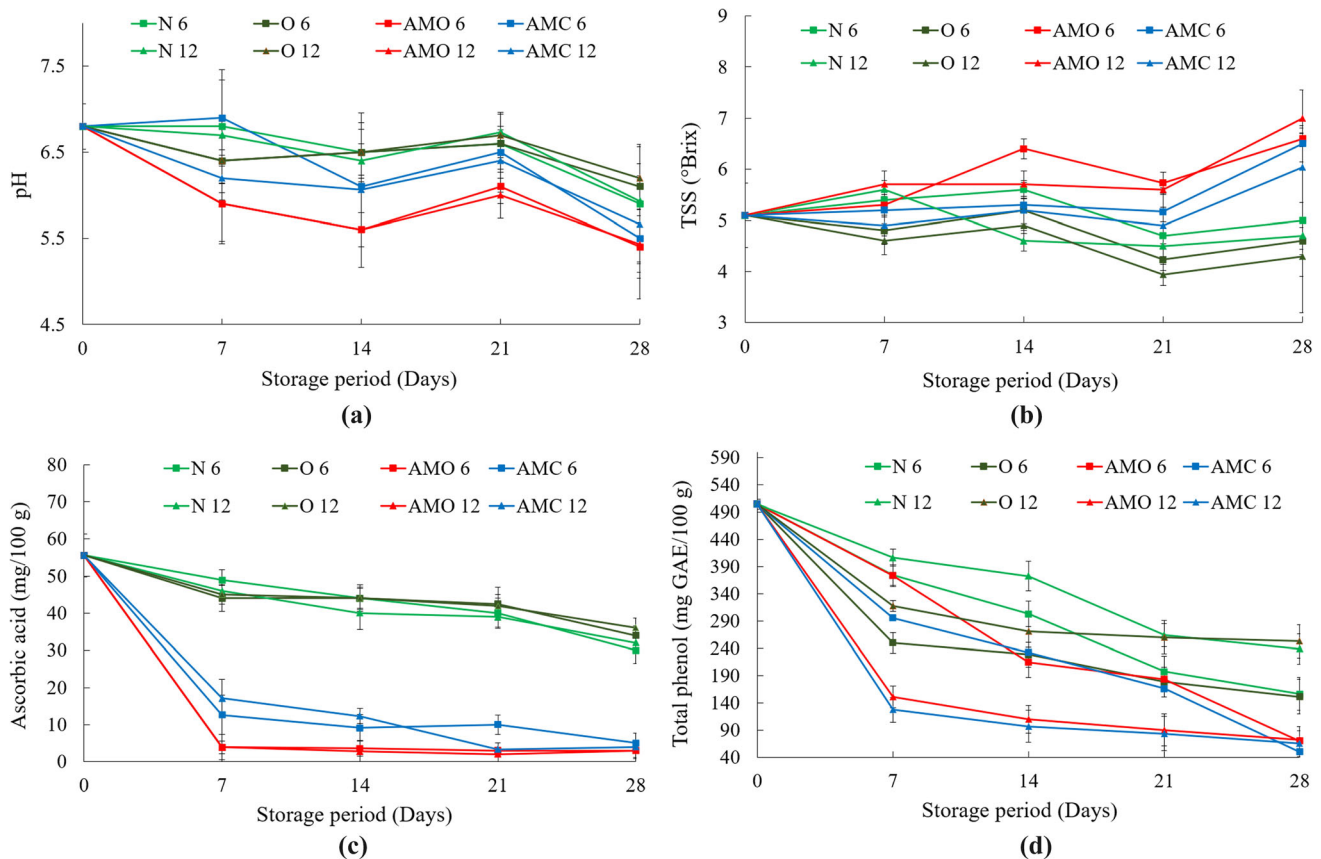 N 6 O 6 AMO 6 AMC 6
N 12 O 12 AMO 12 AMC 12
7.5
6.5
5.5
4.5
pH
0 7 14 21 28
Storage period (Days)
(a)
N 6 O 6 AMO 6 AMC 6
N 12 O 12 AMO 12 AMC 12
9
8
7
6
5
4
3
TSS (°Brix)
0 7 14 21 28
Storage period (Days)
(b)
N 6 O 6 AMO 6 AMC 6
N 12 O 12 AMO 12 AMC 12
80
70
60
50
40
30
20
10
0
Ascorbic acid (mg/100 g)
0 7 14 21 28
Storage period (Days)
(c)
N 6 O 6 AMO 6 AMC 6
N 12 O 12 AMO 12 AMC 12
590
540
490
440
390
340
290
240
190
140
90
40
Total phenol (mg GAE/100 g)
0 7 14 21 28
Storage period (Days)
(d)